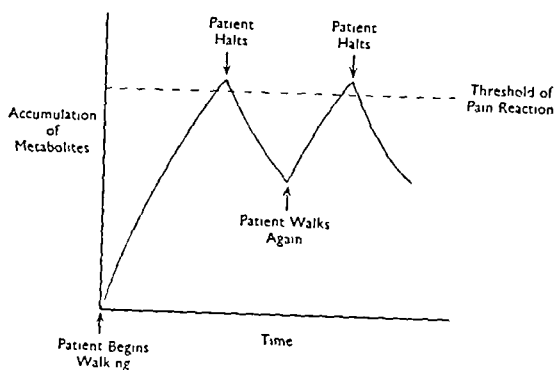 Patient
Halts
Patient
Halts
Threshold of
Pain Reaction
Accumulation
of
Metabolites
Patient Walks
Again
Time
Patient Begins
Walk ng